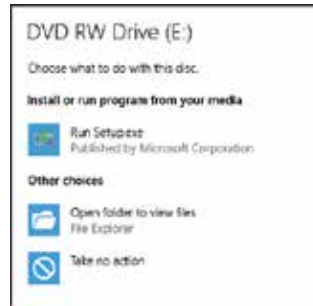 DVD RW Drive (E:)
Choose what to do with this disc.
Install or run program from your media
Run Setup.exe
Published by Microsoft Corporation
Other choices
Open folder to view files
File Explorer
Take no action